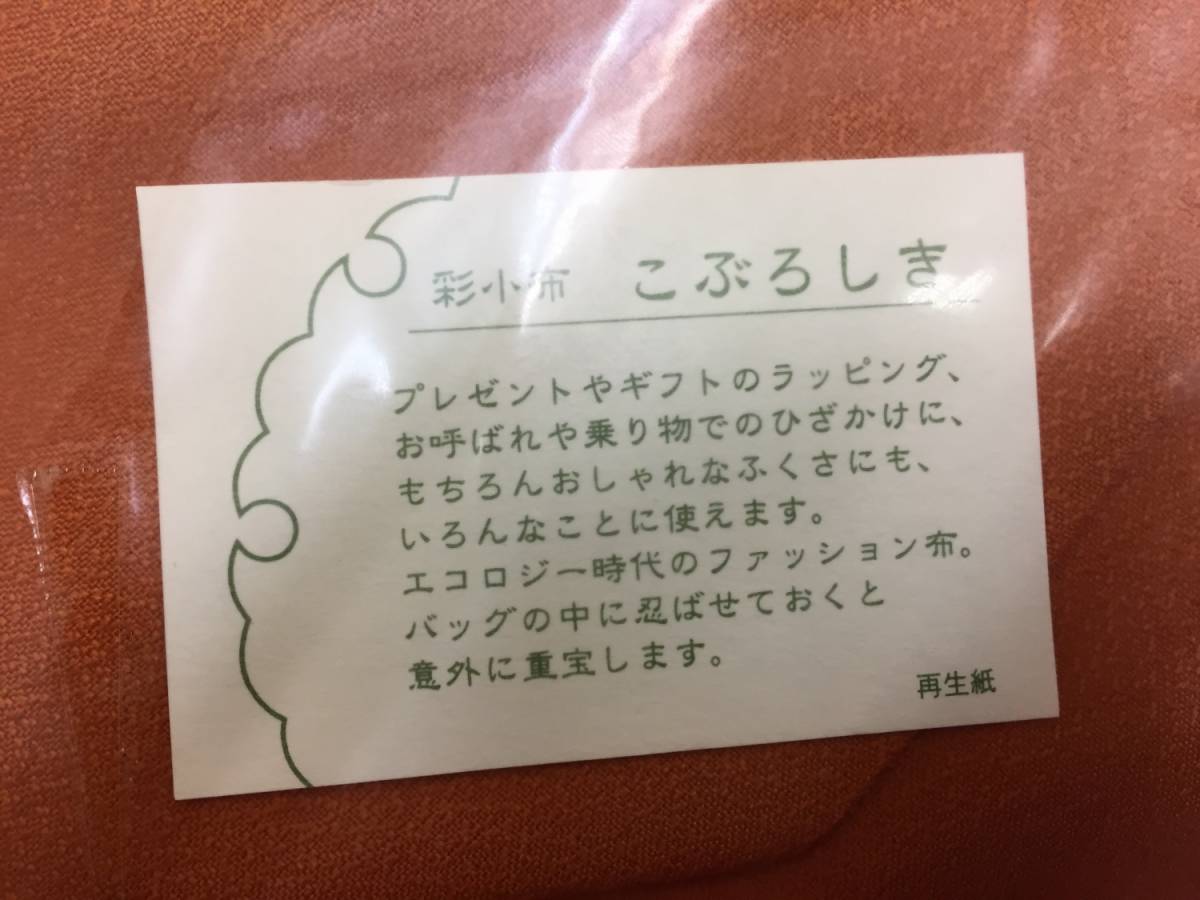 彩小布 こぶろしき
プレゼントやギフトのラッピング、
お呼ばれや乗り物でのひざかけに、
もちろんおしゃれなふくさにも、
いろんなことに使えます。
エコロジー時代のファッション布。
バッグの中に忍ばせておくと
意外に重宝します。
再生紙